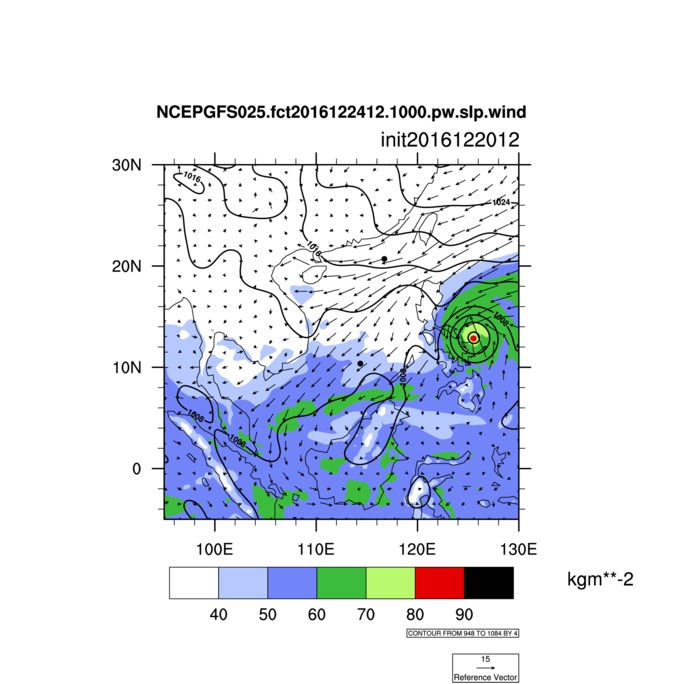 NCEPGFS025.fct2016122412.1000.pw.slp.wind
init2016122012
30N
20N
10N
0
1016
1024
1016
1008
1008
1008
1008
100E
110E
120E
130E
kgm**-2
40
50
60
70
80
90
CONTOUR FROM 948 TO 1084 BY 4
15
Reference Vector